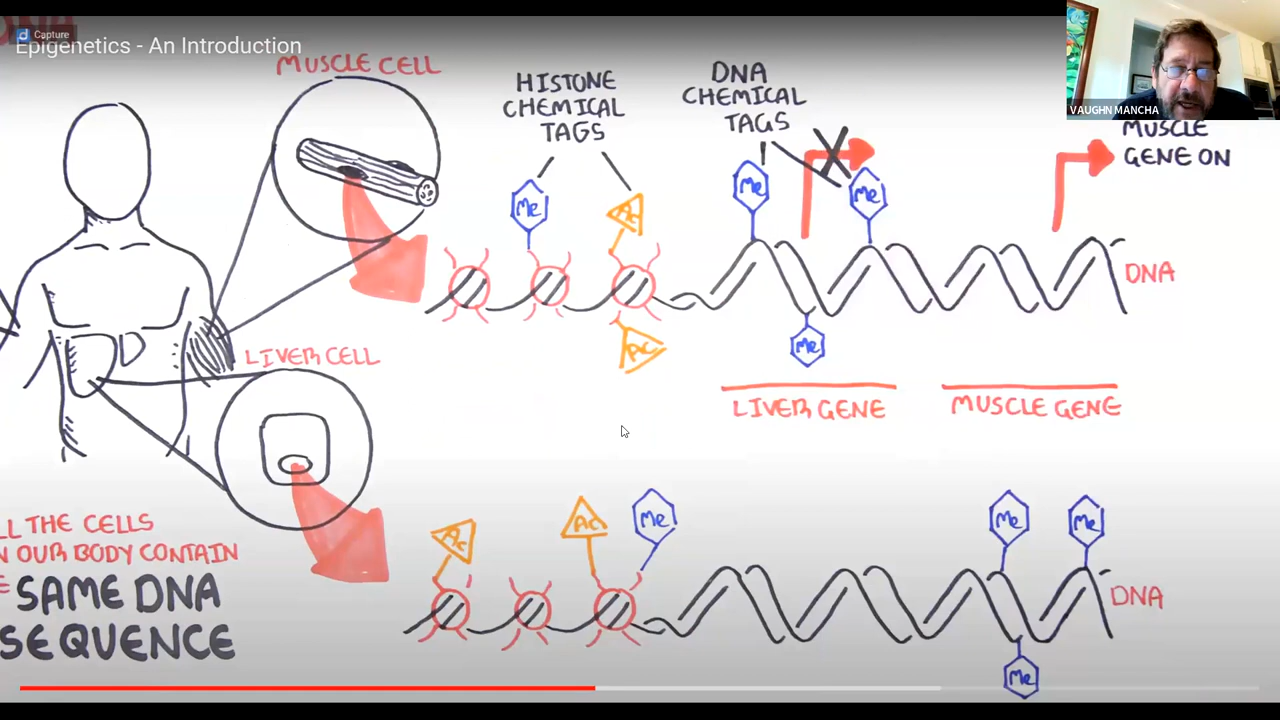 Capture
Epigenetics - An Introduction
VAUGHN MANCHA
MUSCLE CELL
HISTONE
CHEMICAL
TAGS
DNA
CHEMICAL
TAGS
MUSCLE
GENE ON
Me
Ac
Me
Me
DNA
Ac
Me
LIVER CELL
LIVER GENE
MUSCLE GENE
LL THE CELLS
N OUR BODY CONTAIN
E SAME DNA
SEQUENCE
Ac
Ac
Me
Me
Me
DNA
Me